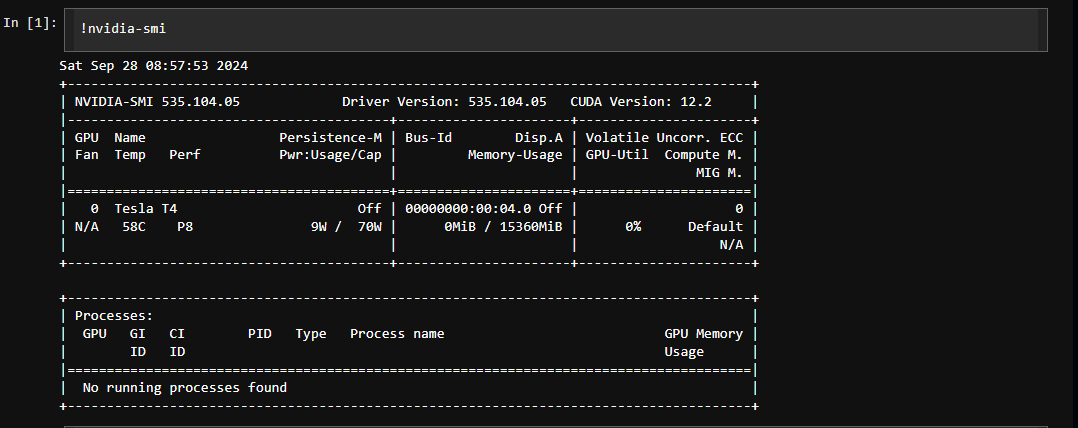 In [1]: !nvidia-smi
Sat Sep 28 08:57:53 2024
+-----------------------------------------------------------------------------------------+
| NVIDIA-SMI 535.104.05             Driver Version: 535.104.05   CUDA Version: 12.2     |
|-----------------------------------------+----------------------+----------------------+
| GPU  Name                 Persistence-M | Bus-Id        Disp.A | Volatile Uncorr. ECC |
| Fan  Temp   Perf          Pwr:Usage/Cap |         Memory-Usage | GPU-Util  Compute M. |
|                                         |                      |               MIG M. |
|=========================================+======================+======================|
|   0  Tesla T4                       Off | 00000000:00:04.0 Off |                    0 |
| N/A   58C    P8               9W /  70W |      0MiB / 15360MiB |      0%      Default |
|                                         |                      |                  N/A |
+-----------------------------------------+----------------------+----------------------+
+---------------------------------------------------------------------------------------+
| Processes:                                                                            |
|  GPU   GI   CI        PID   Type   Process name                            GPU Memory |
|        ID   ID                                                             Usage      |
|=======================================================================================|
|  No running processes found                                                           |
+---------------------------------------------------------------------------------------+